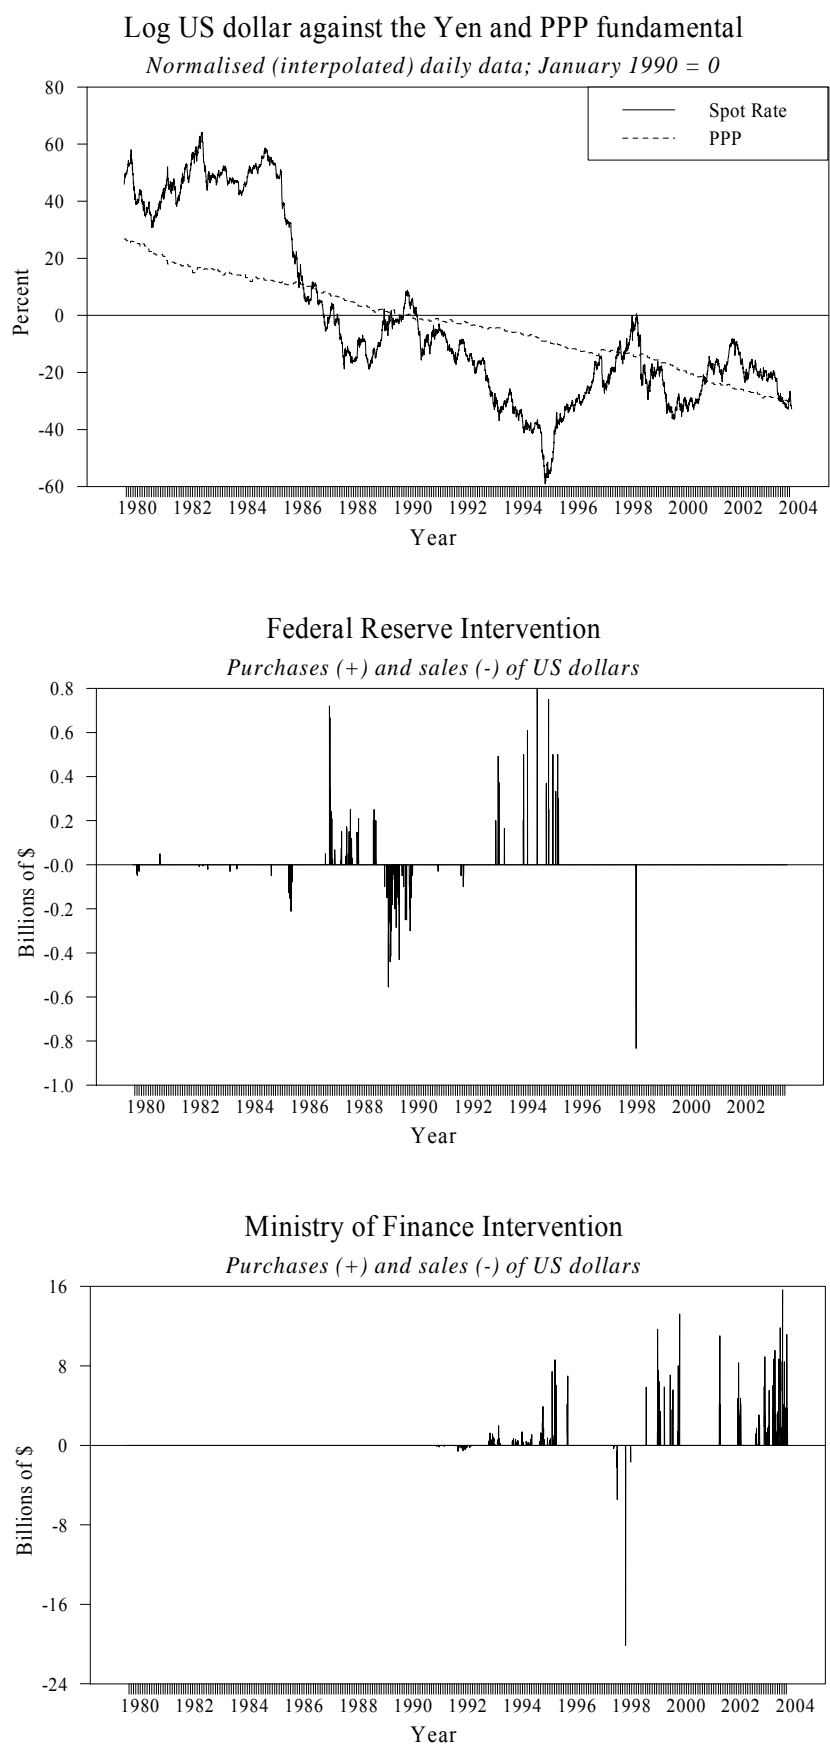 Log US dollar against the Yen and PPP fundamental
Normalised (interpolated) daily data; January 1990 = 0
80
60
40
20
0
-20
-40
-60
Percent
Spot Rate
PPP
1980 1982 1984 1986 1988 1990 1992 1994 1996 1998 2000 2002 2004
Year
Federal Reserve Intervention
Purchases (+) and sales (-) of US dollars
0.8
0.6
0.4
0.2
-0.0
-0.2
-0.4
-0.6
-0.8
-1.0
Billions of $
1980 1982 1984 1986 1988 1990 1992 1994 1996 1998 2000 2002
Year
Ministry of Finance Intervention
Purchases (+) and sales (-) of US dollars
16
8
0
-8
-16
-24
Billions of $
1980 1982 1984 1986 1988 1990 1992 1994 1996 1998 2000 2002 2004
Year